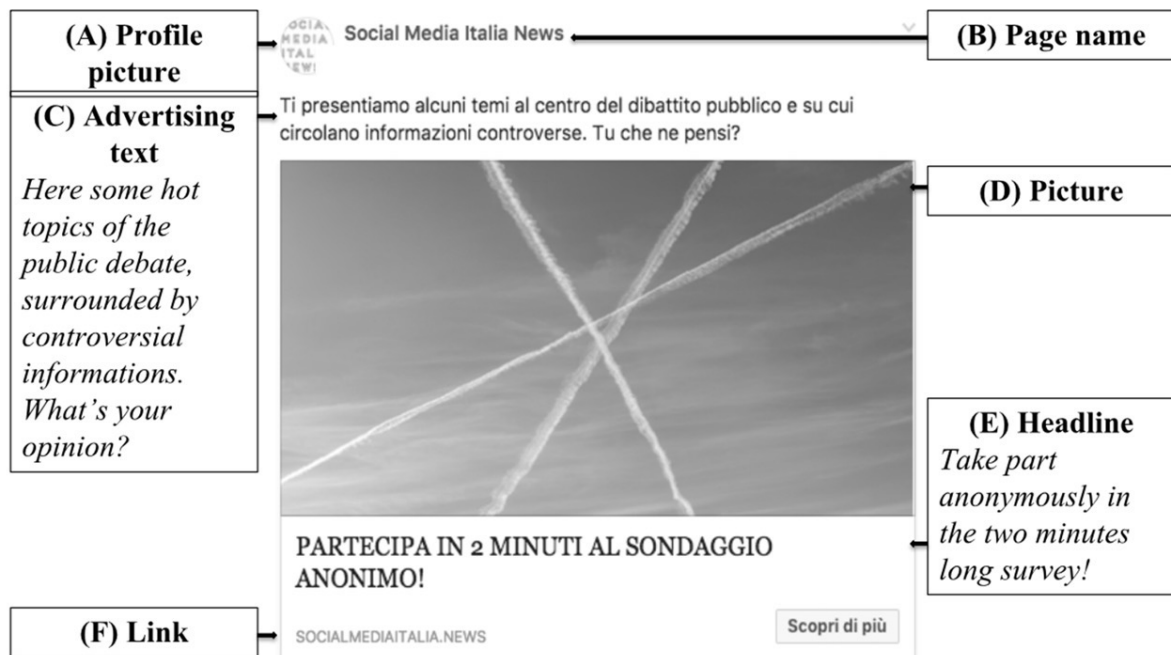 (A) Profile
picture
OCIA
MEDIA
ITAL
Social Media Italia News
(B) Page name
(C) Advertising
text
Here some hot
topics of the
public debate,
surrounded by
controversial
informations.
What's your
opinion?
Ti presentiamo alcuni temi al centro del dibattito pubblico e su cui
circolano informazioni controverse. Tu che ne pensi?
(D) Picture
(E) Headline
Take part
anonymously in
the two minutes
long survey!
PARTECIPA IN 2 MINUTI AL SONDAGGIO
ANONIMO!
(F) Link
SOCIALMEDIAITALIA.NEWS
Scopri di più